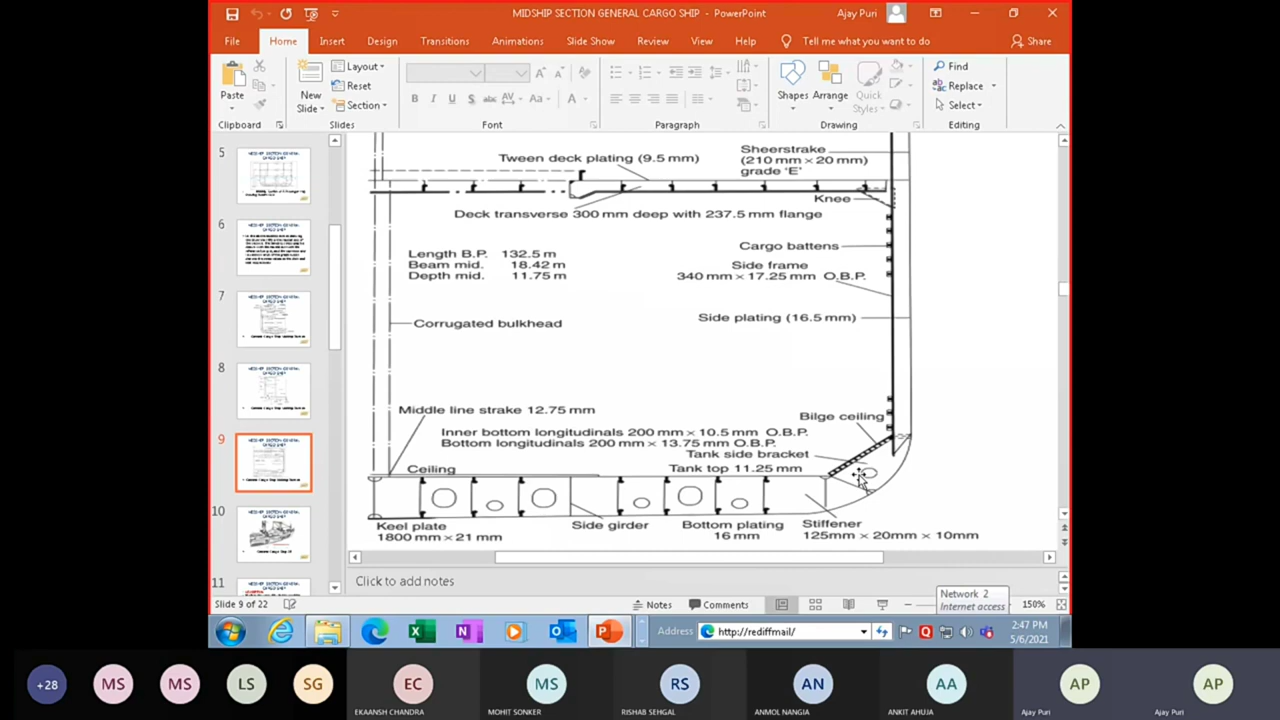 MIDSHIP SECTION GENERAL CARGO SHIP - PowerPoint
Ajay Puri
File
Home
Insert
Design
Transitions
Animations
Slide Show
Review
View
Help
Tell me what you want to do
Share
Paste
New
Slide
Layout
Reset
Section
Shapes
Arrange
Quick
Styles
Find
Replace
Select
Clipboard
Slides
Font
Paragraph
Drawing
Editing
5
6
7
8
9
10
11
Tween deck plating (9.5 mm)
Sheerstrake
(210 mm × 20 mm)
grade 'E'
Knee
Deck transverse 300 mm deep with 237.5 mm flange
Cargo battens
Length B.P. 132.5 m
Beam mid. 18.42 m
Depth mid. 11.75 m
Side frame
340 mm × 17.25 mm O.B.P.
Side plating (16.5 mm)
Corrugated bulkhead
Middle line strake 12.75 mm
Bilge ceiling
Inner bottom longitudinals 200 mm × 10.5 mm O.B.P.
Bottom longitudinals 200 mm × 13.75 mm O.B.P.
Tank side bracket
Ceiling
Tank top 11.25 mm
Keel plate
1800 mm × 21 mm
Side girder
Bottom plating
16 mm
Stiffener
125mm × 20mm × 10mm
Click to add notes
Slide 9 of 22
Notes
Comments
150%
Network 2
Internet access
Address
http://rediffmail/
2:47 PM
5/6/2021
+28
MS
MS
LS
SG
EC
EKAANSH CHANDRA
MS
MOHIT SONKER
RS
RISHAB SEHGAL
AN
ANMOL NANGIA
AA
ANKIT AHUJA
AP
Ajay Puri
AP
Ajay Puri